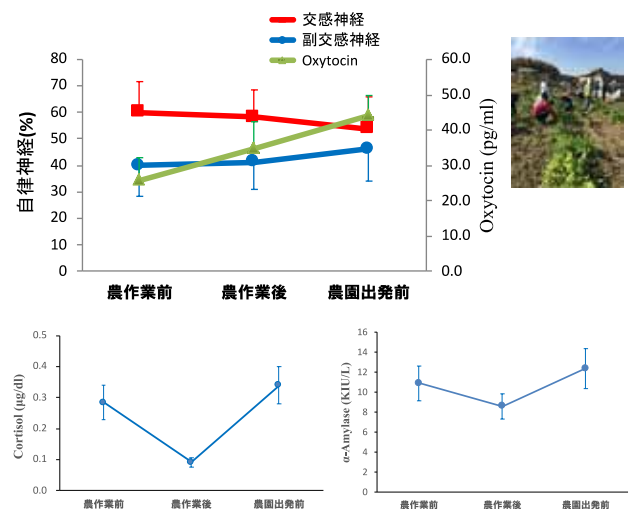 交感神経
副交感神経
Oxytocin
80
70
60
50
40
30
20
10
0
自律神経(%)
60.0
50.0
40.0
30.0
20.0
10.0
0.0
Oxytocin (pg/ml)
農作業前
農作業後
農園出発前
0.5
0.4
0.3
0.2
0.1
0.0
Cortisol (μg/dl)
農作業前
農作業後
農園出発前
16
14
12
10
8
6
4
2
0
α-Amylase (KIU/L)
農作業前
農作業後
農園出発前